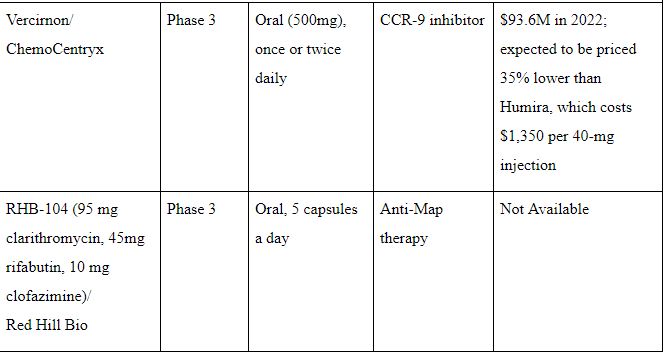 Vercirnon/
ChemoCentryx
Phase 3
Oral (500mg),
once or twice
daily
CCR-9 inhibitor
$93.6M in 2022;
expected to be priced
35% lower than
Humira, which costs
$1,350 per 40-mg
injection
RHB-104 (95 mg
clarithromycin, 45mg
rifabutin, 10 mg
clofazimine)/
Red Hill Bio
Phase 3
Oral, 5 capsules
a day
Anti-Map
therapy
Not Available